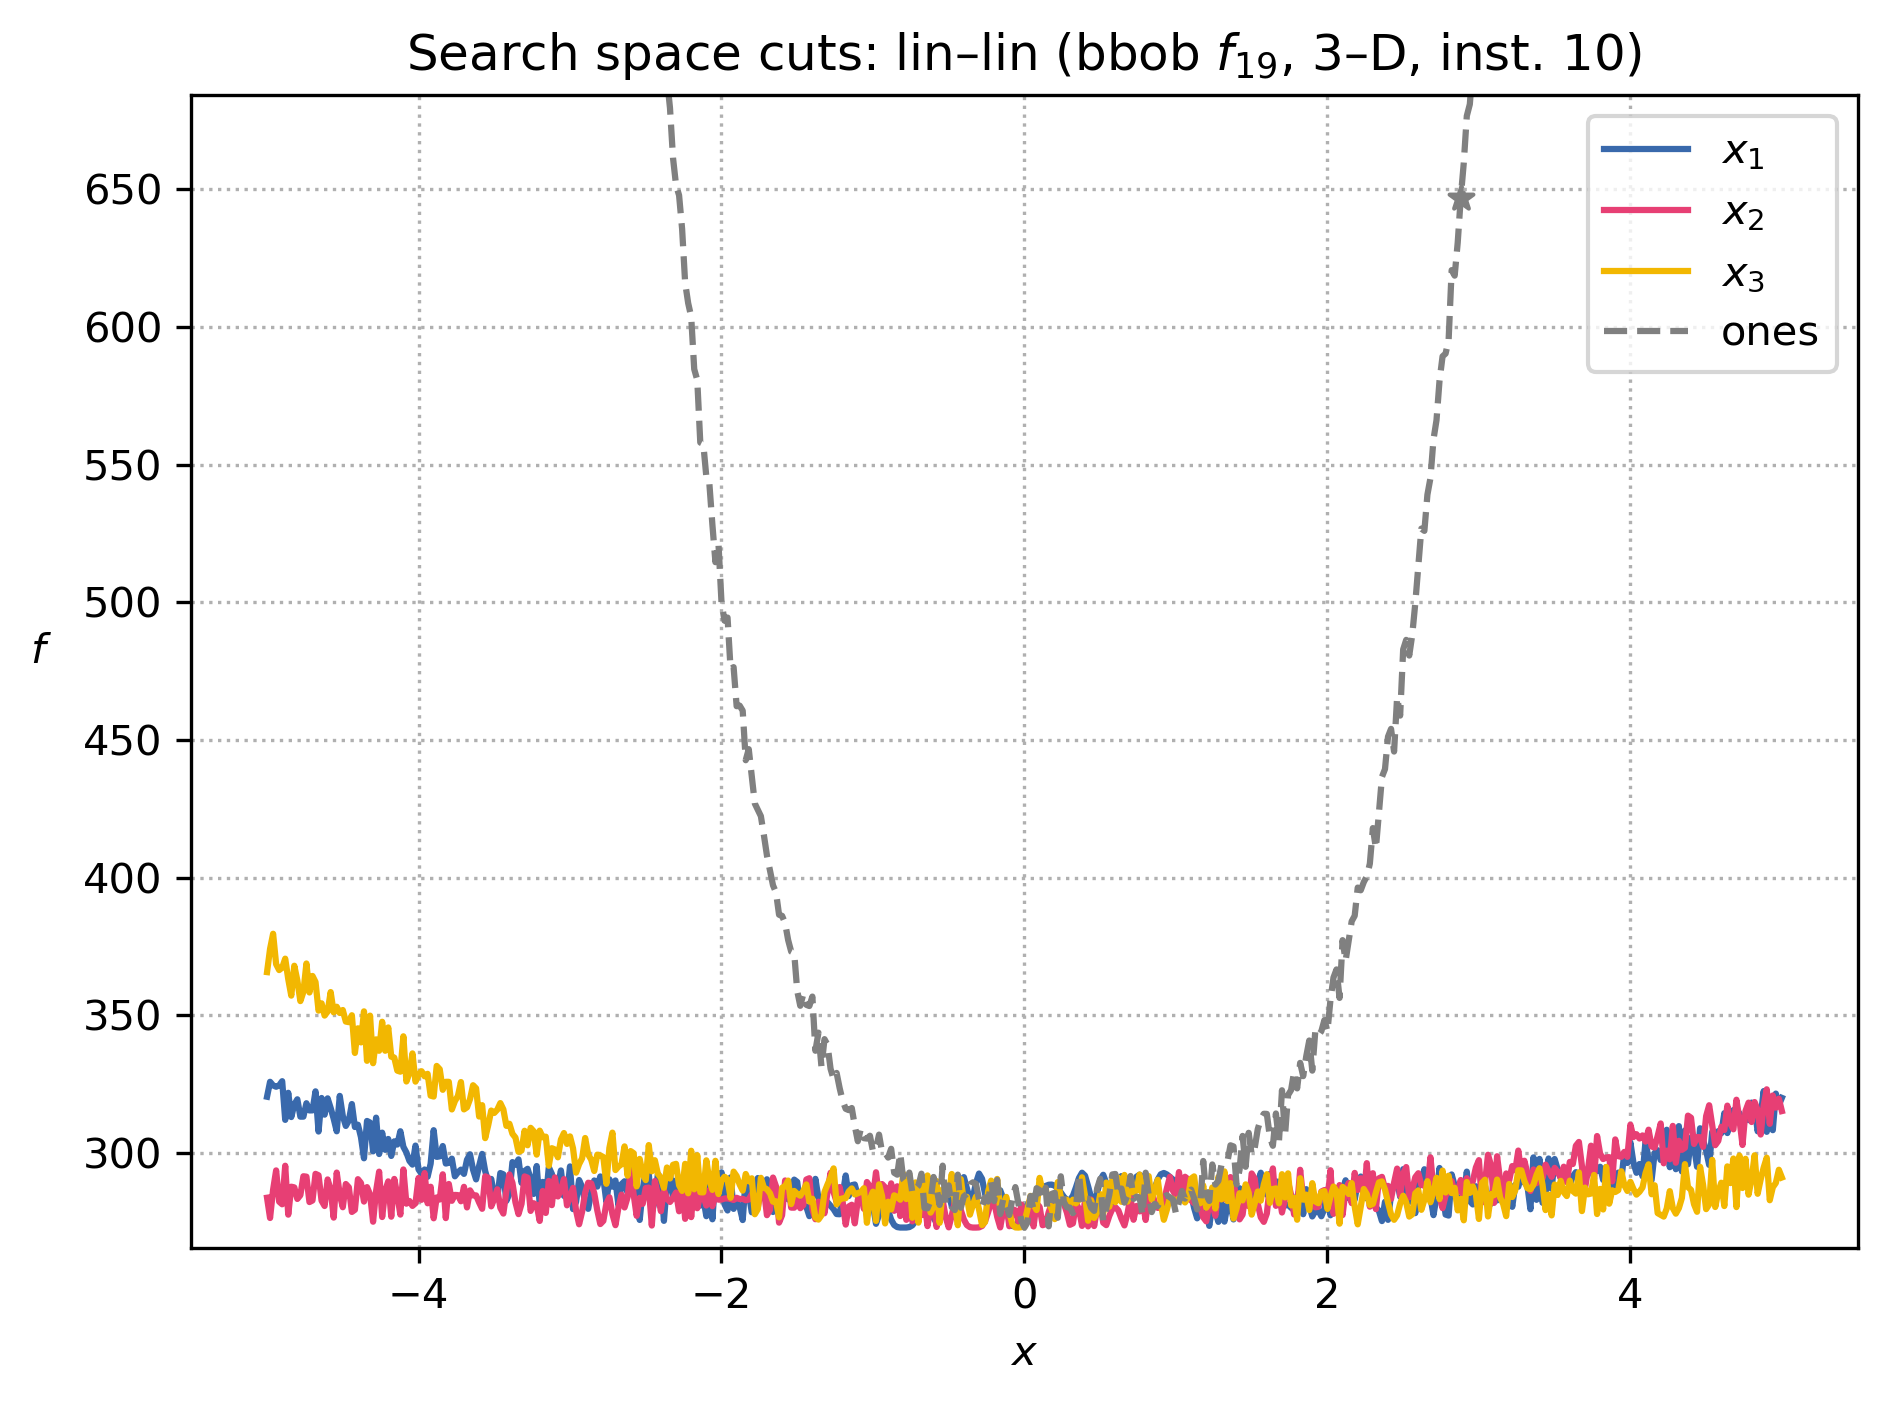 Search space cuts: lin–lin (bbob f19, 3–D, inst. 10)
x1
x2
x3
ones
650
600
550
500
450
400
350
300
f
−4
−2
0
2
4
x